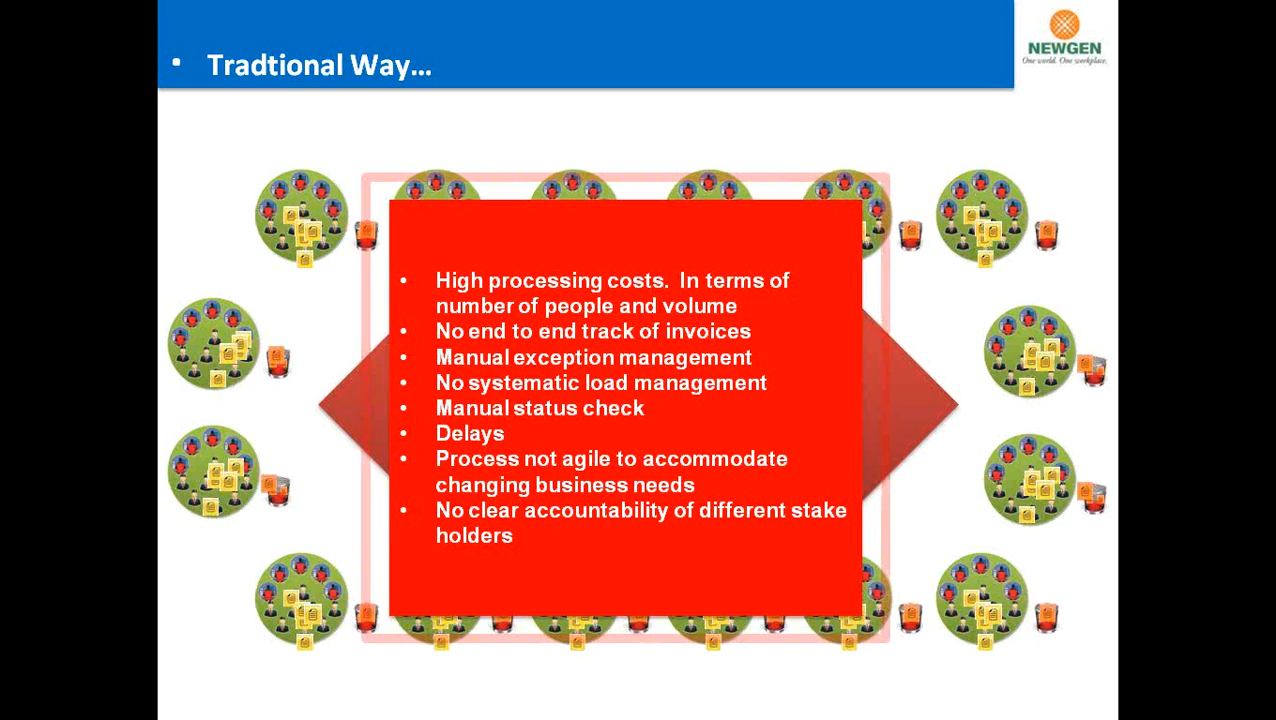 • Tradtional Way...
NEWGEN
One world. One workplace.
• High processing costs.  In terms of
number of people and volume
• No end to end track of invoices
• Manual exception management
• No systematic load management
• Manual status check
• Delays
• Process not agile to accommodate
changing business needs
• No clear accountability of different stake
holders